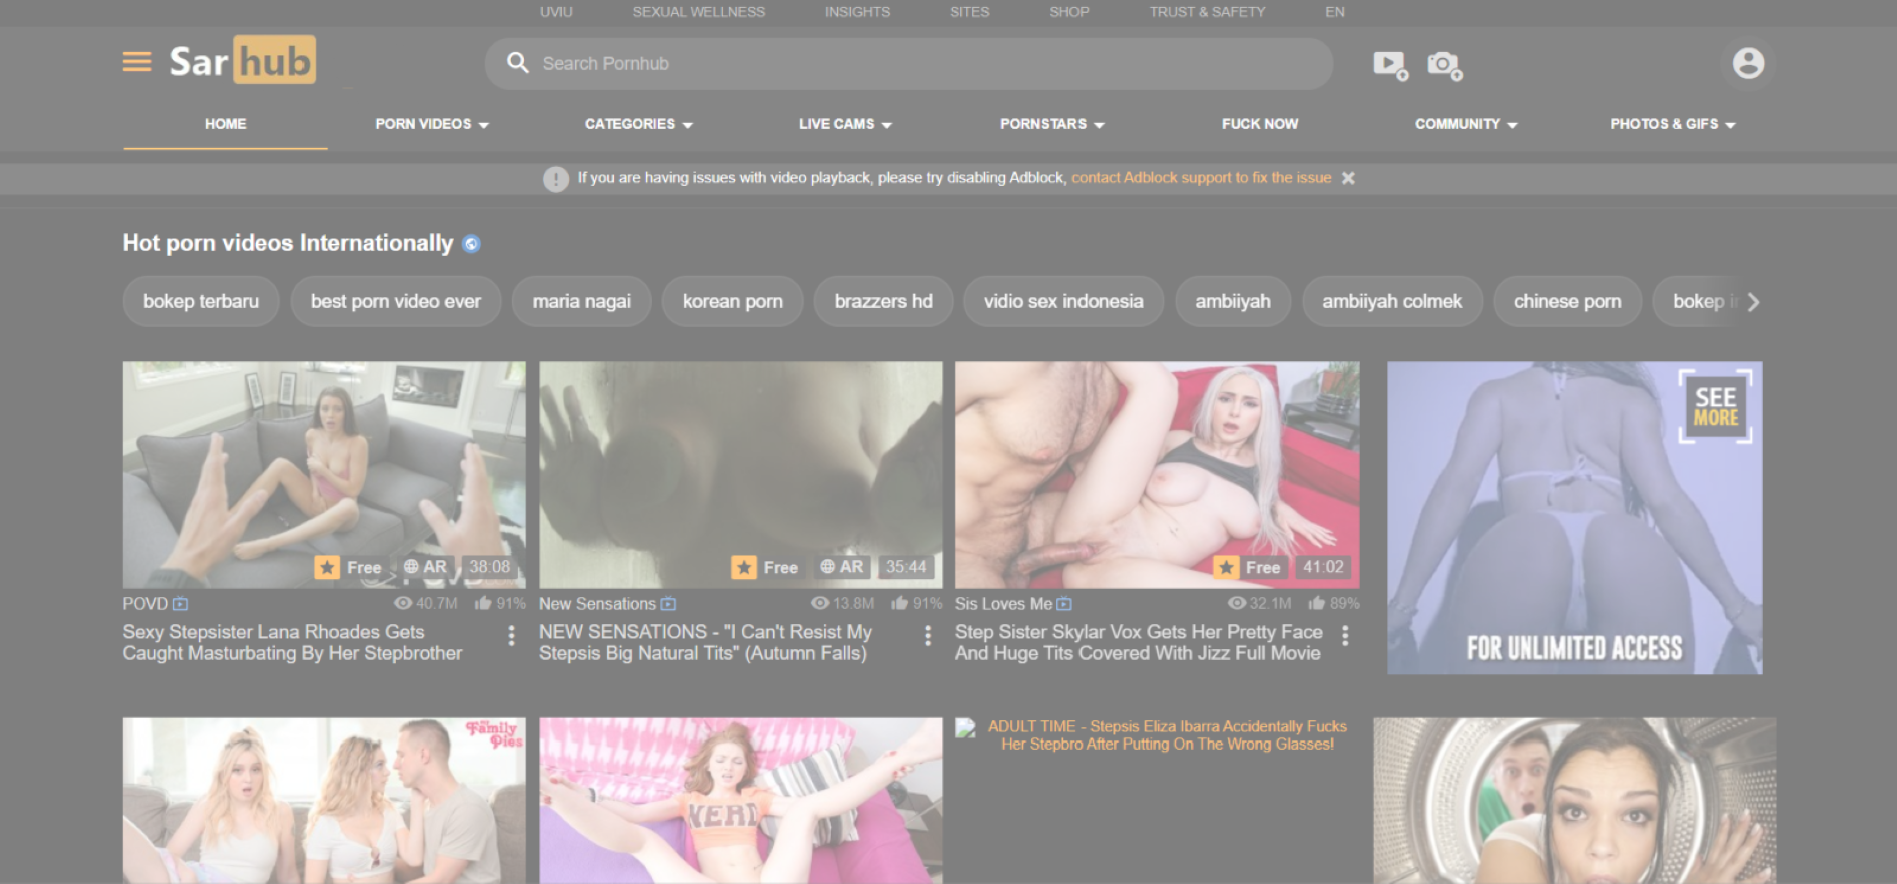 UVIU SEXUAL WELLNESS INSIGHTS SITES SHOP TRUST & SAFETY EN
Sar hub
Search Pornhub
HOME PORN VIDEOS CATEGORIES LIVE CAMS PORNSTARS FUCK NOW COMMUNITY PHOTOS & GIFS
If you are having issues with video playback, please try disabling Adblock, contact Adblock support to fix the issue
Hot porn videos Internationally
bokep terbaru best porn video ever maria nagai korean porn brazzers hd vidio sex indonesia ambiiyah ambiiyah colmek chinese porn bokep
SEE
MORE
Free AR 38:08
Free AR 35:44
Free 41:02
POVD 40.7M 91%
Sexy Stepsister Lana Rhoades Gets
Caught Masturbating By Her Stepbrother
New Sensations 13.8M 91%
NEW SENSATIONS - "I Can't Resist My
Stepsis Big Natural Tits" (Autumn Falls)
Sis Loves Me 32.1M 89%
Step Sister Skylar Vox Gets Her Pretty Face
And Huge Tits Covered With Jizz Full Movie
FOR UNLIMITED ACCESS
Family
Pies
NERD
ADULT TIME - Stepsis Eliza Ibarra Accidentally Fucks
Her Stepbro After Putting On The Wrong Glasses!